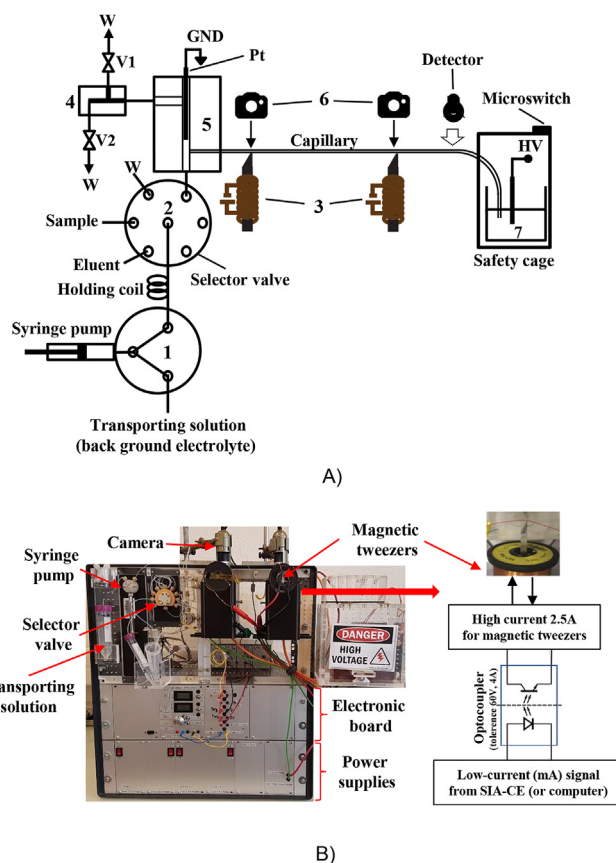 W
GND
V1
Pt
Detector
4
6
Microswitch
5
HV
V2
Capillary
W
W
2
3
7
Sample
Safety cage
Eluent
Selector valve
Holding coil
Syringe pump
1
Transporting solution
(back ground electrolyte)
A)
Camera
Magnetic
tweezers
Syringe
pump
Selector
valve
DANGER
HIGH
VOLTAGE
High current 2.5A
for magnetic tweezers
ansporting
solution
Electronic
board
Optocoupler
(tolerence 60V, 4A)
Power
supplies
Low-current (mA) signal
from SIA-CE (or computer)
B)